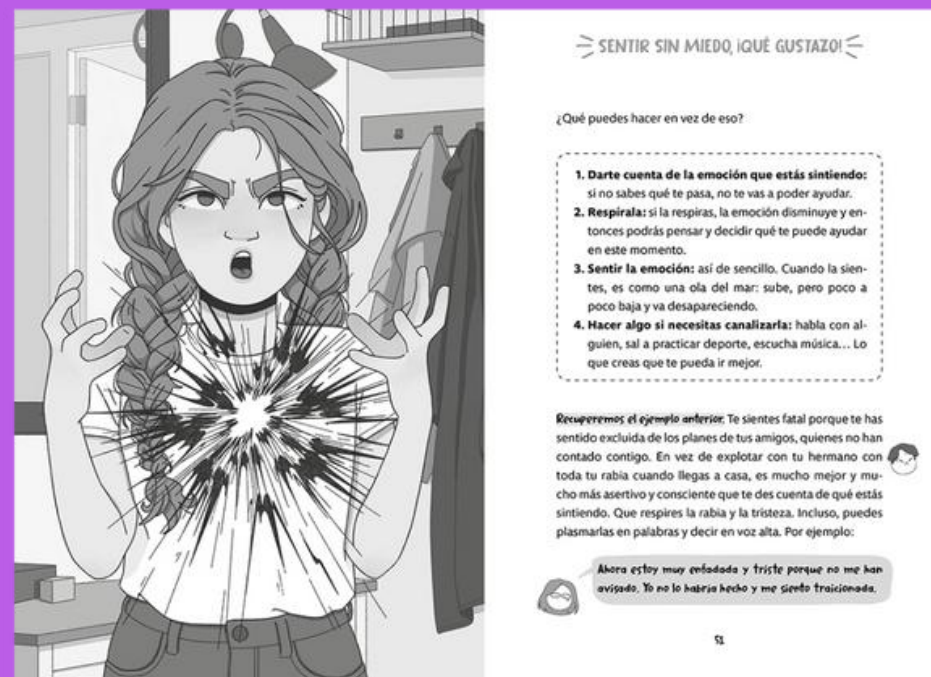 SENTIR SIN MIEDO, ¡QUÉ GUSTAZO!
¿Qué puedes hacer en vez de eso?
1. Darte cuenta de la emoción que estás sintiendo:
si no sabes qué te pasa, no te vas a poder ayudar.
2. Respírala: si la respiras, la emoción disminuye y en-
tonces podrás pensar y decidir qué te puede ayudar
en este momento.
3. Sentir la emoción: así de sencillo. Cuando la sien-
tes, es como una ola del mar: sube, pero poco a
poco baja y va desapareciendo.
4. Hacer algo si necesitas canalizarla: habla con al-
guien, sal a practicar deporte, escucha música... Lo
que creas que te pueda ir mejor.
Recuperemos el ejemplo anterior. Te sientes fatal porque te has
sentido excluida de los planes de tus amigos, quienes no han
contado contigo. En vez de explotar con tu hermano con
toda tu rabia cuando llegas a casa, es mucho mejor y mu-
cho más asertivo y consciente que te des cuenta de qué estás
sintiendo. Que respires la rabia y la tristeza. Incluso, puedes
plasmarlas en palabras y decir en voz alta. Por ejemplo:
Ahora estoy muy enfadada y triste porque no me han
avisado. Yo no lo habría hecho y me siento traicionada.
51